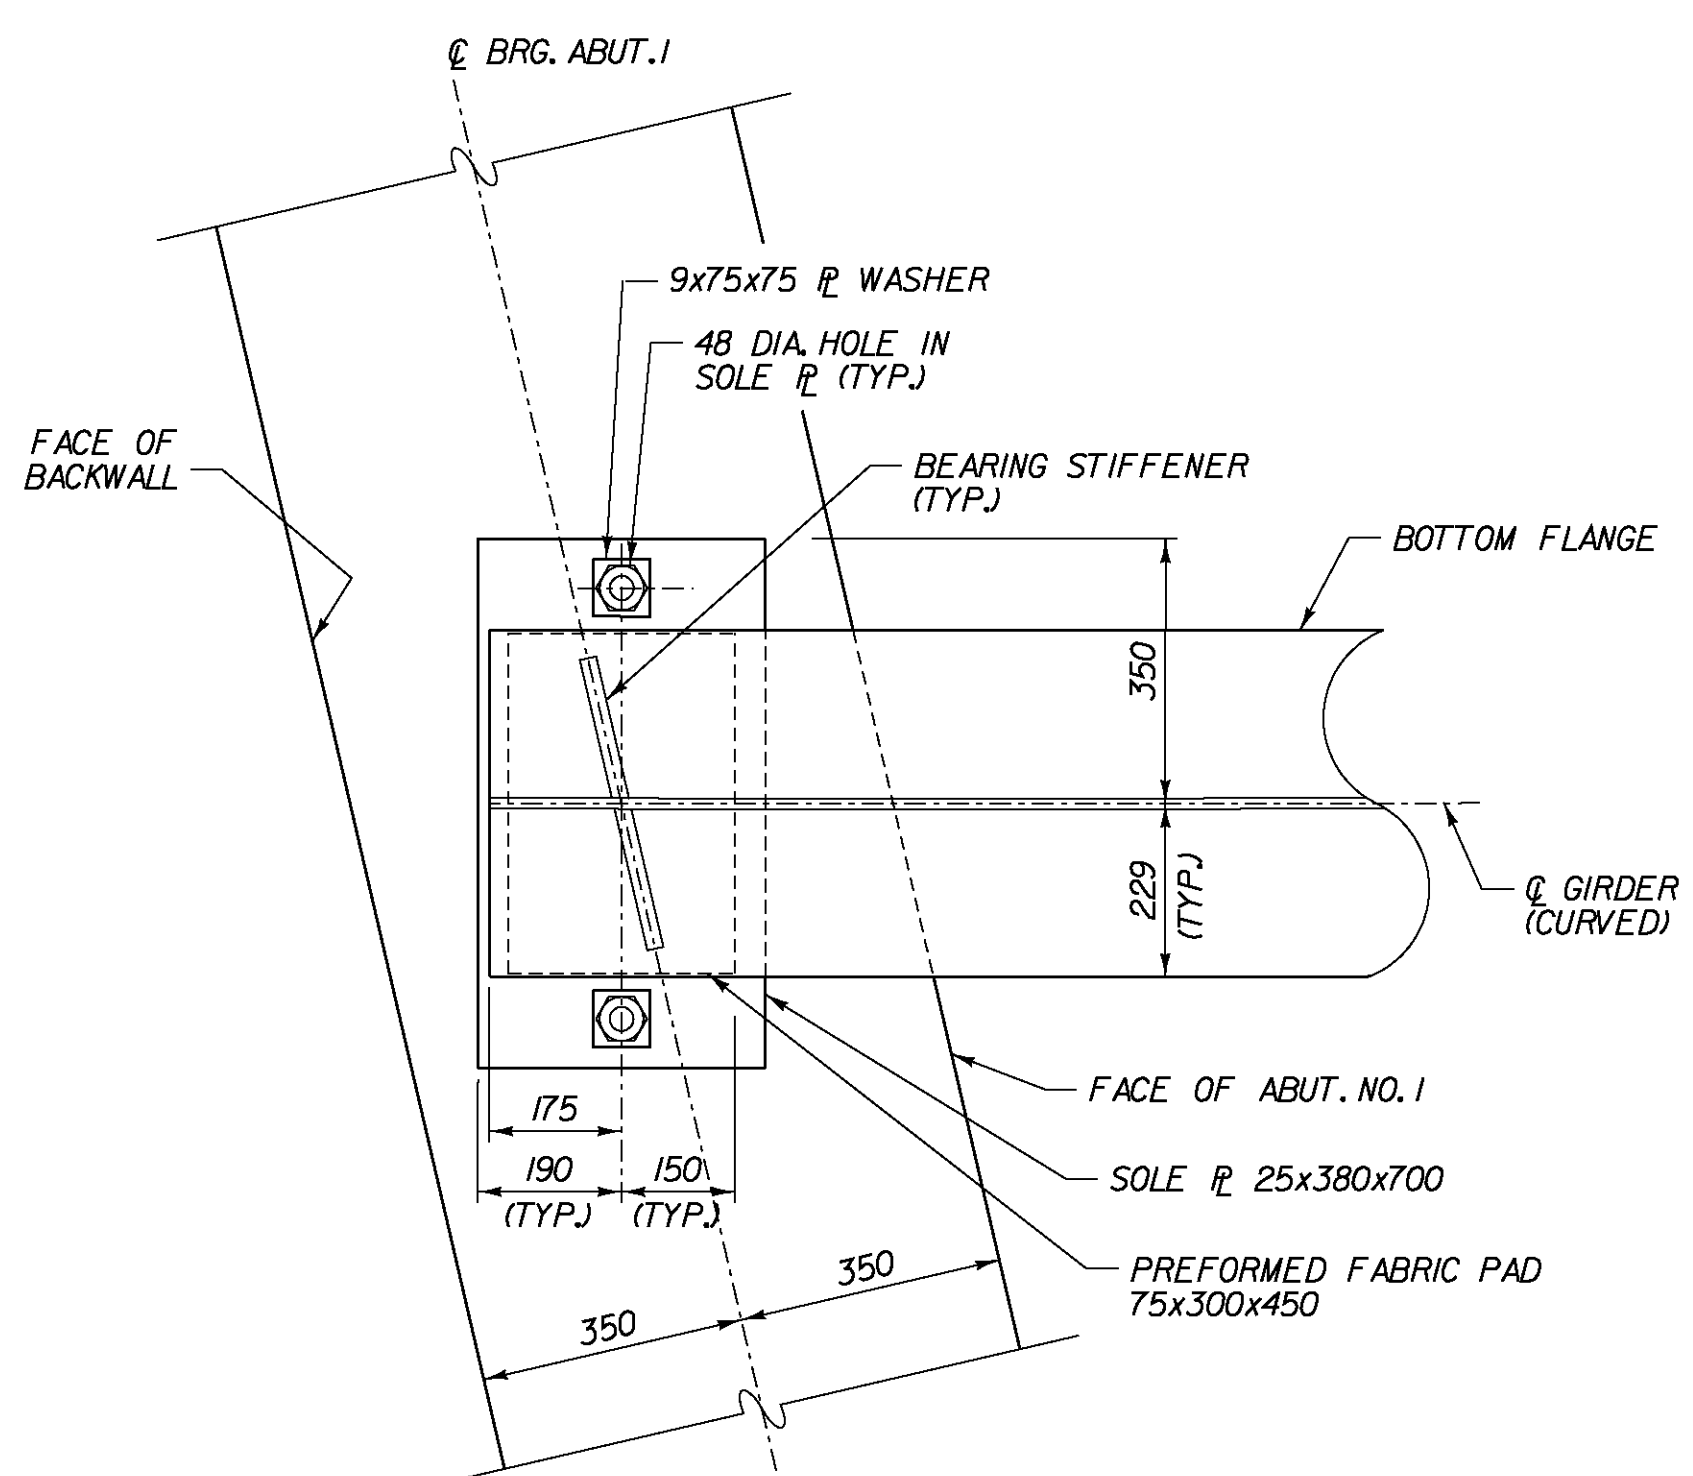 ℄ BRG. ABUT. 1
9x75x75 ⅊ WASHER
48 DIA. HOLE IN
SOLE ⅊ (TYP.)
FACE OF
BACKWALL
BEARING STIFFENER
(TYP.)
BOTTOM FLANGE
350
229
(TYP.)
℄ GIRDER
(CURVED)
FACE OF ABUT. NO. 1
175
190
(TYP.)
150
(TYP.)
SOLE ⅊ 25x380x700
PREFORMED FABRIC PAD
75x300x450
350
350